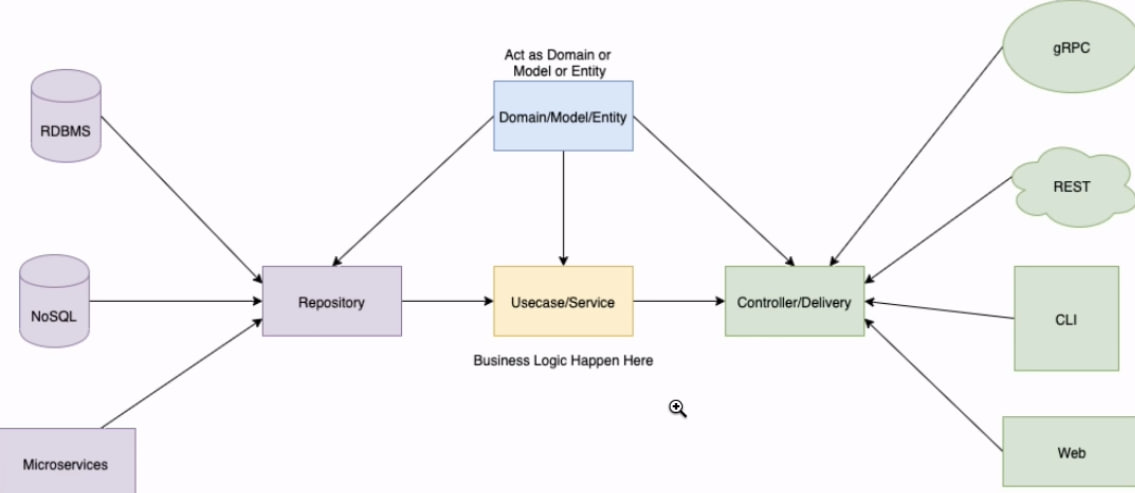 Act as Domain or
Model or Entity
Domain/Model/Entity
RDBMS
NoSQL
Microservices
Repository
Usecase/Service
Business Logic Happen Here
Controller/Delivery
gRPC
REST
CLI
Web